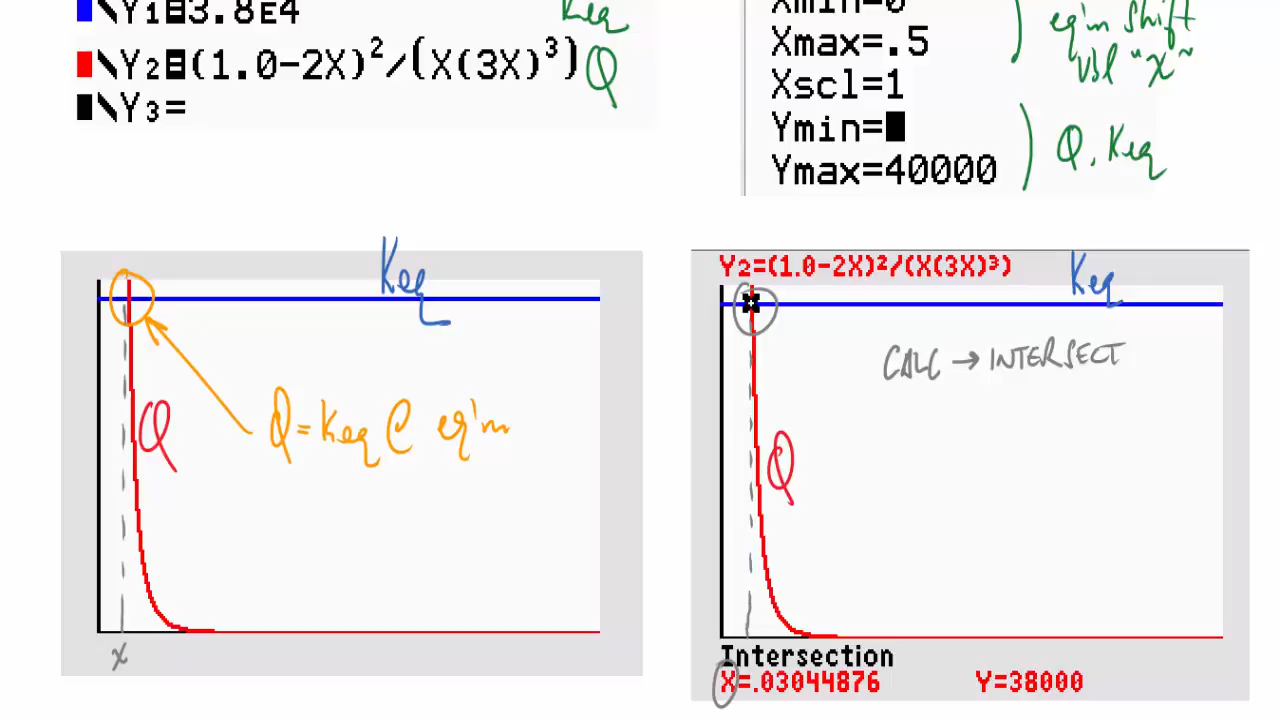 \Y1=3.8E4 Keq
\Y2=(1.0-2X)²/(X(3X)³) Q
\Y3=
Xmin=0
Xmax=.5
Xscl=1
Ymin=
Ymax=40000
eq'm shift
"x"
Q, Keq
Keq
Q
Q=Keq @ eq'm
x
Y2=(1.0-2X)²/(X(3X)³)
Keq
CALC → INTERSECT
Q
Intersection
X=.03044876 Y=38000